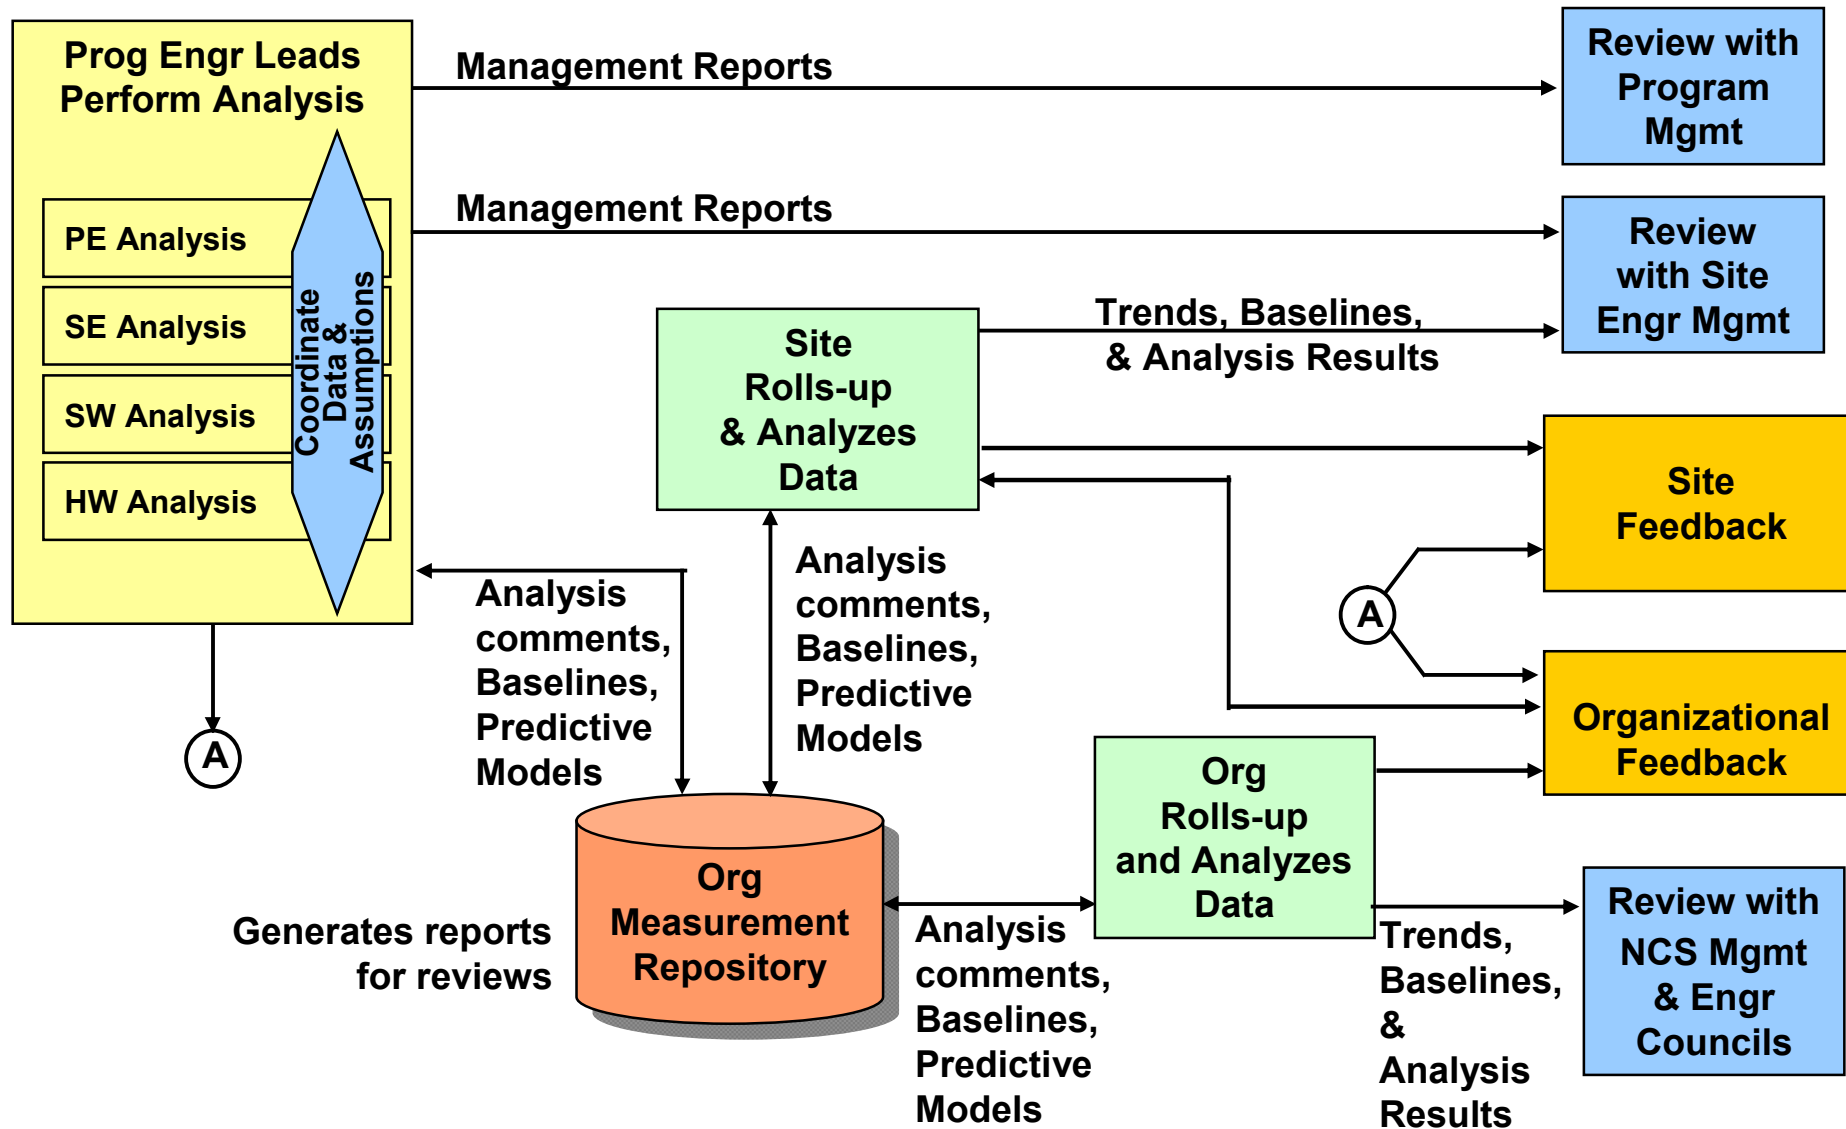 Prog Engr Leads
Perform Analysis
PE Analysis
SE Analysis
SW Analysis
HW Analysis
Coordinate
Data &
Assumptions
A
Management Reports
Review with
Program
Mgmt
Management Reports
Review
with Site
Engr Mgmt
Site
Rolls-up
& Analyzes
Data
Trends, Baselines,
& Analysis Results
Site
Feedback
A
Organizational
Feedback
Analysis
comments,
Baselines,
Predictive
Models
Analysis
comments,
Baselines,
Predictive
Models
Org
Rolls-up
and Analyzes
Data
Generates reports
for reviews
Org
Measurement
Repository
Analysis
comments,
Baselines,
Predictive
Models
Trends,
Baselines,
&
Analysis
Results
Review with
NCS Mgmt
& Engr
Councils